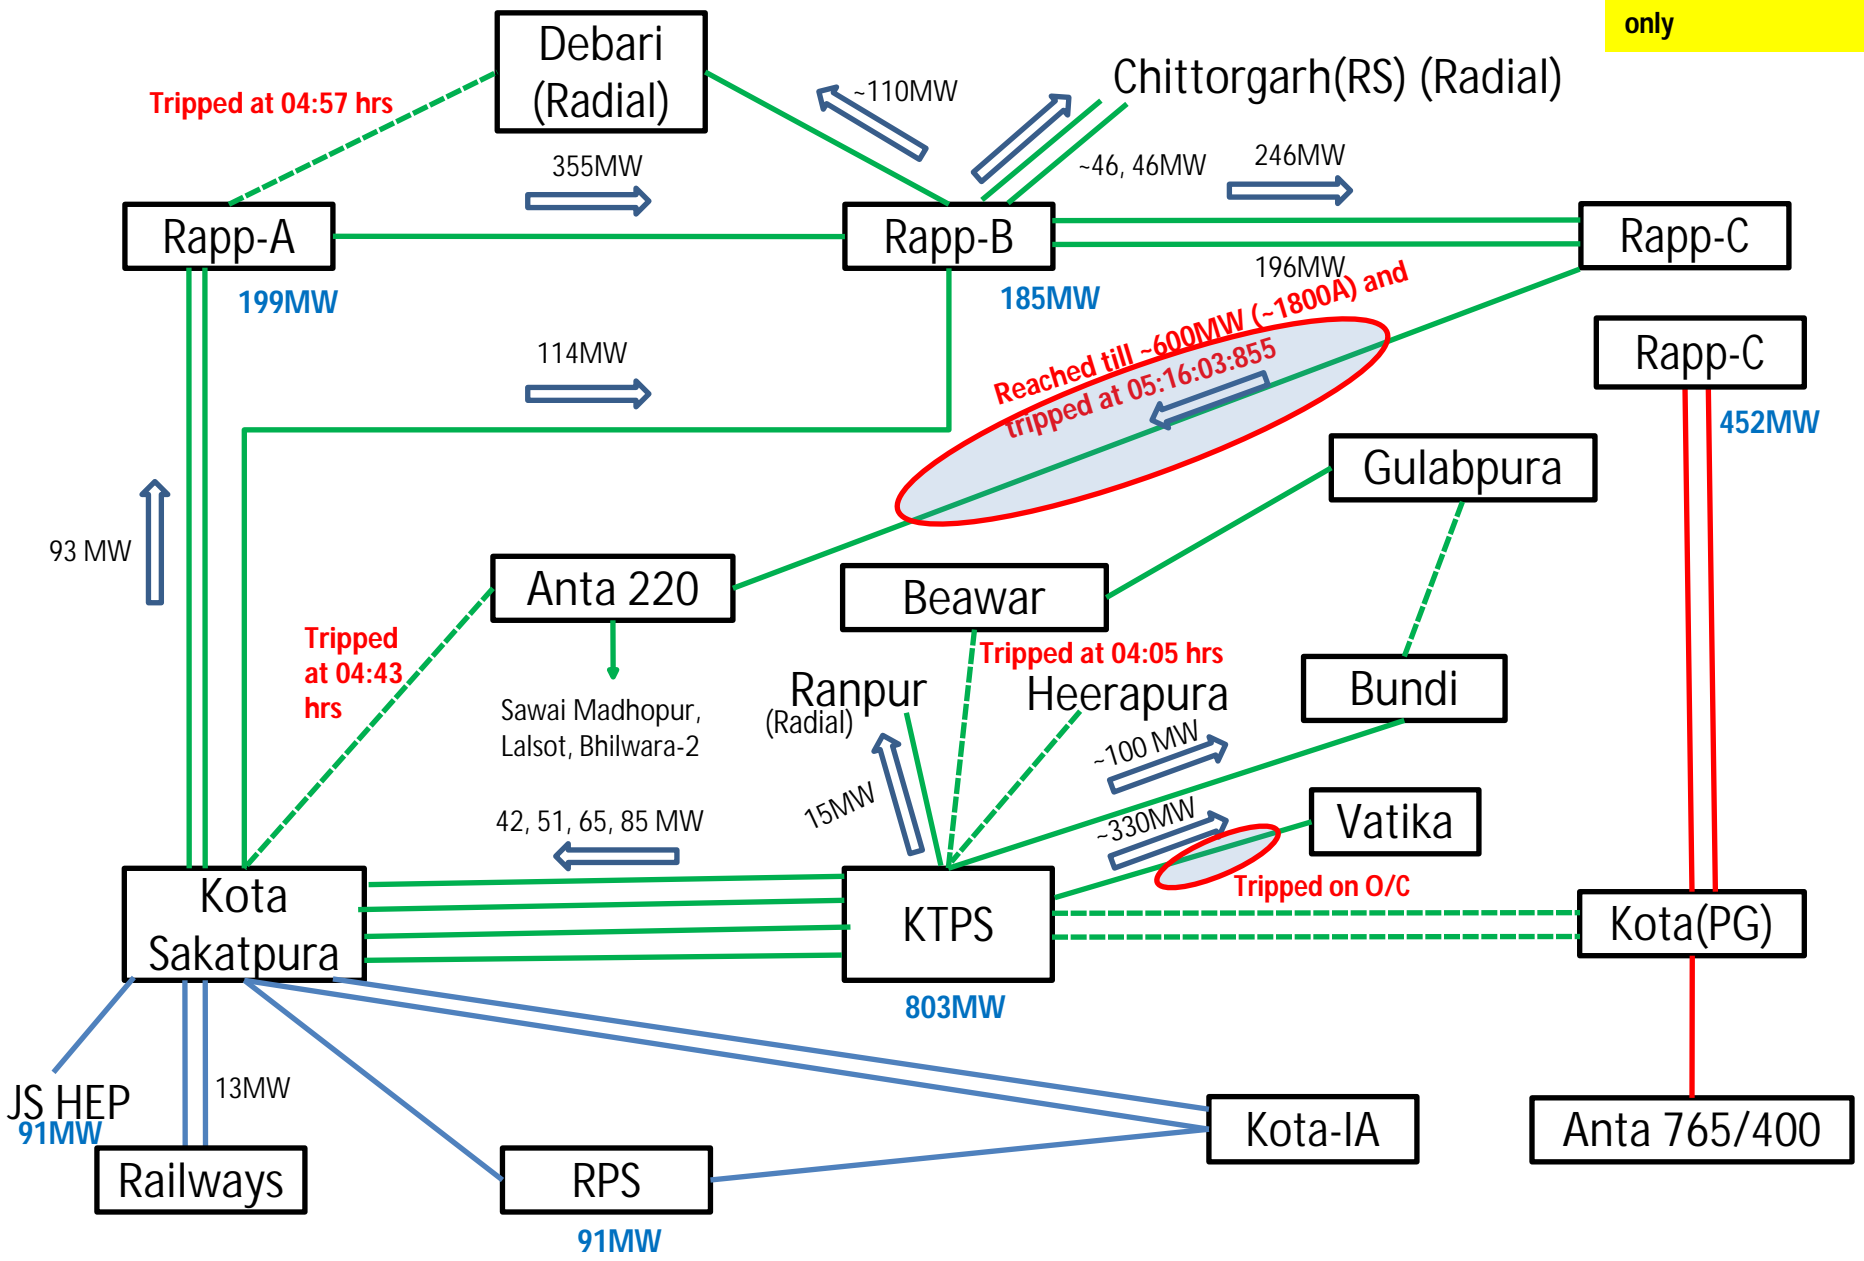 only
Debari
(Radial)
Chittorgarh(RS) (Radial)
Tripped at 04:57 hrs
~110MW
355MW
~46, 46MW
246MW
Rapp-A
Rapp-B
Rapp-C
199MW
185MW
196MW
Reached till ~600MW (~1800A) and
tripped at 05:16:03:855
114MW
Rapp-C
452MW
Gulabpura
93 MW
Anta 220
Beawar
Tripped
at 04:43
hrs
Tripped at 04:05 hrs
Ranpur
(Radial)
Heerapura
Bundi
Sawai Madhopur,
Lalsot, Bhilwara-2
~100 MW
15MW
~330MW
Vatika
42, 51, 65, 85 MW
Tripped on O/C
Kota
Sakatpura
KTPS
Kota(PG)
803MW
JS HEP
91MW
13MW
Railways
RPS
91MW
Kota-IA
Anta 765/400